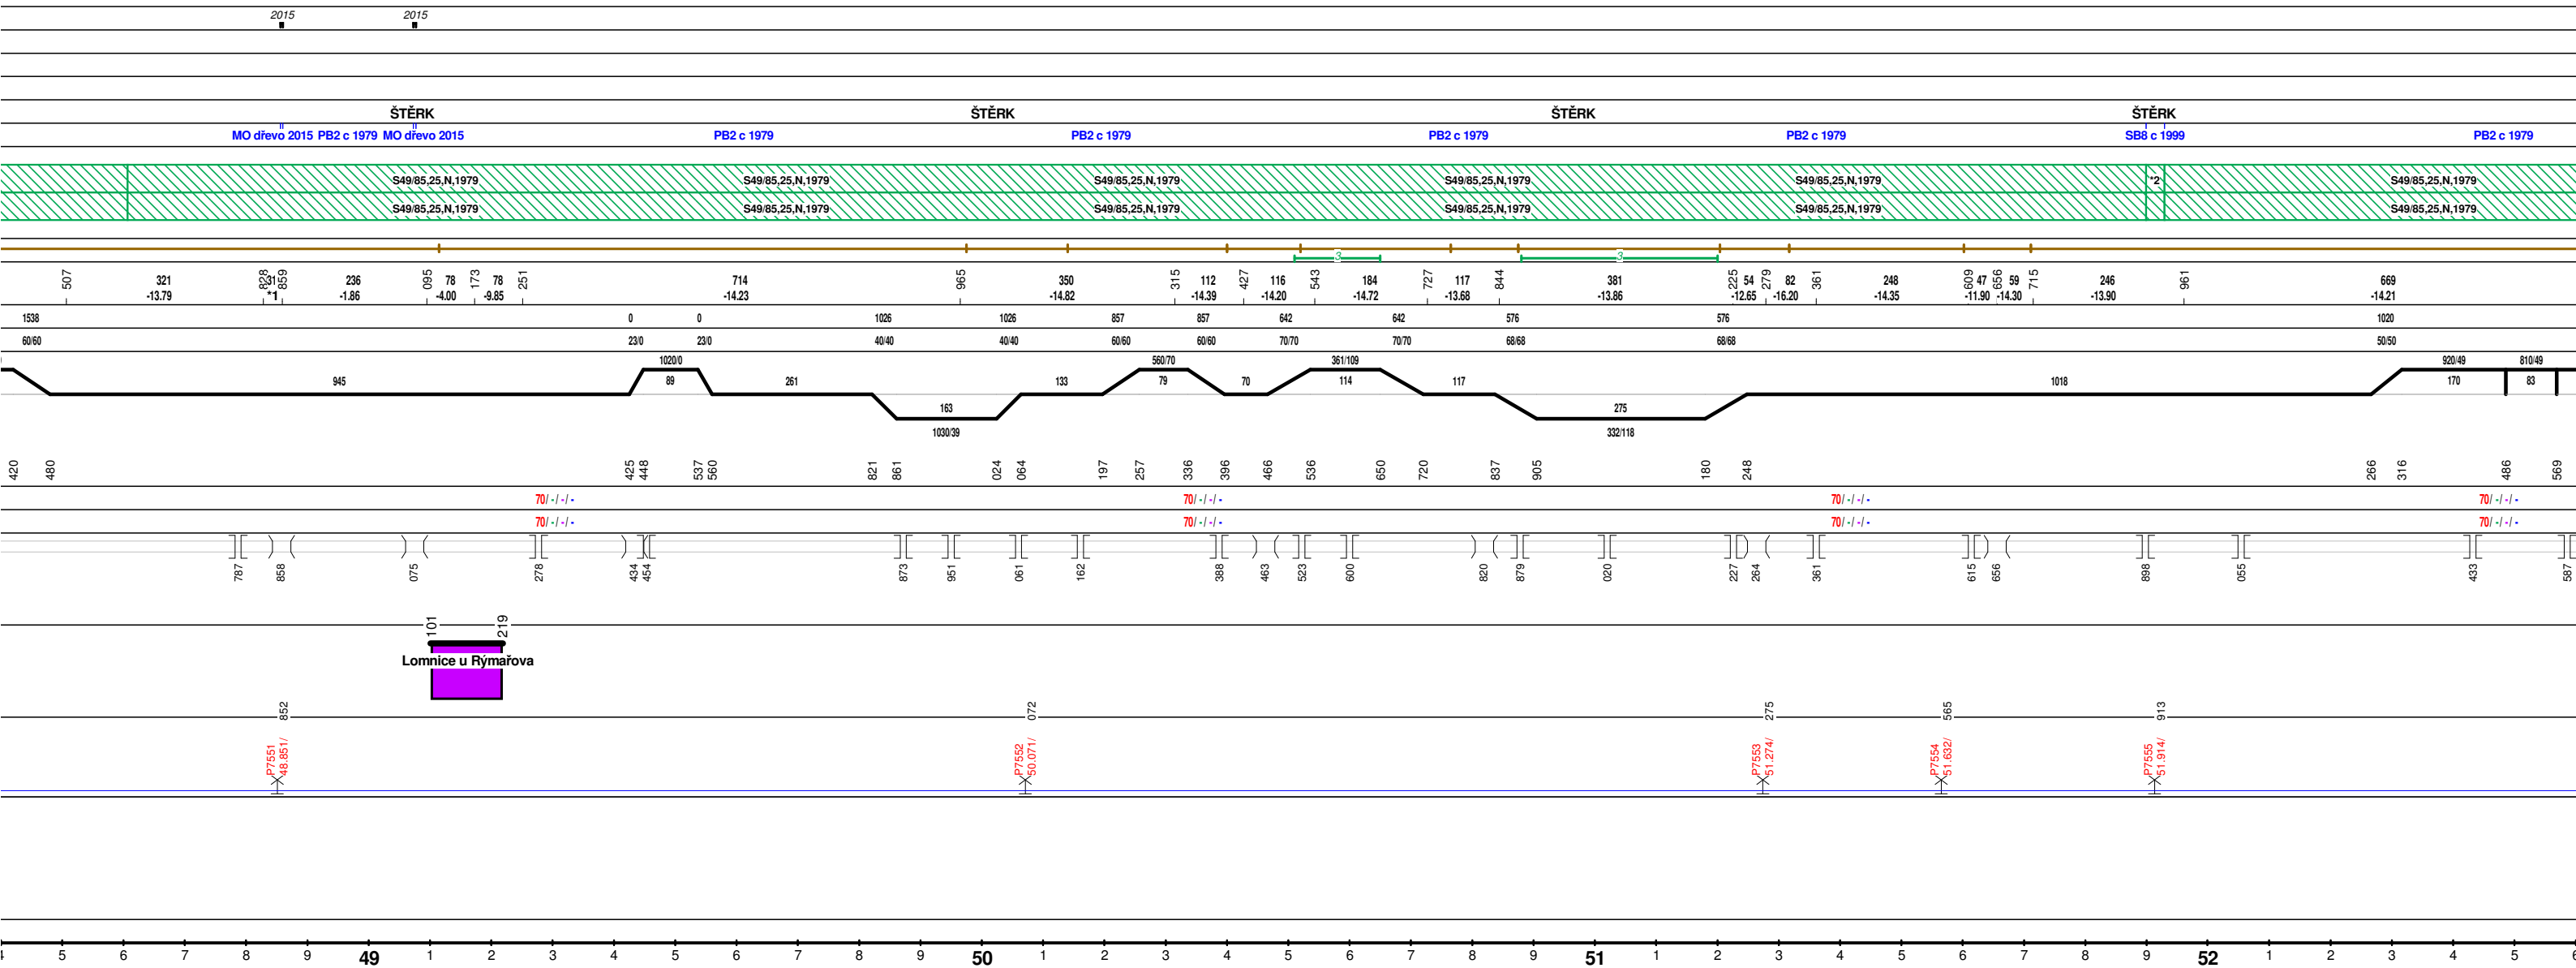 2015 2015
ŠTĚRK ŠTĚRK ŠTĚRK ŠTĚRK
MO dřevo 2015 PB2 c 1979 MO dřevo 2015 PB2 c 1979 PB2 c 1979 PB2 c 1979 PB2 c 1979 SB8 c 1999 PB2 c 1979
S49/85,25,N,1979 S49/85,25,N,1979 S49/85,25,N,1979 S49/85,25,N,1979 S49/85,25,N,1979 *2 S49/85,25,N,1979
S49/85,25,N,1979 S49/85,25,N,1979 S49/85,25,N,1979 S49/85,25,N,1979 S49/85,25,N,1979 S49/85,25,N,1979
3 3
507 321 828 31 859 236 095 78 173 78 251 714 965 350 315 112 427 116 543 184 727 117 844 381 225 54 279 82 361 248 609 47 656 59 715 246 961 669
-13.79 *1 -1.86 -4.00 -9.85 -14.23 -14.82 -14.39 -14.20 -14.72 -13.68 -13.86 -12.65 -16.20 -14.35 -11.90 -14.30 -13.90 -14.21
1538 0 0 1026 1026 857 857 642 642 576 576 1020
60/60 23/0 23/0 40/40 40/40 60/60 60/60 70/70 70/70 68/68 68/68 50/50
1020/0 560/70 361/109 920/49 810/49
945 89 261 133 79 70 114 117 1018 170 83
163 275
1030/39 332/118
420 480 425 448 537 560 821 861 024 064 197 257 336 396 466 536 650 720 837 905 180 248 266 316 486 569
70/ -/ -/ - 70/ -/ -/ - 70/ -/ -/ - 70/ -/ -/ -
70/ -/ -/ - 70/ -/ -/ - 70/ -/ -/ - 70/ -/ -/ -
787 858 075 278 434 454 873 951 061 162 388 463 523 600 820 879 020 227 264 361 615 656 898 055 433 587
101 219
Lomnice u Rýmařova
852 072 275 565 913
P7551 48.851/ P7552 50.071/ P7553 51.274/ P7554 51.632/ P7555 51.914/
5 6 7 8 9 49 1 2 3 4 5 6 7 8 9 50 1 2 3 4 5 6 7 8 9 51 1 2 3 4 5 6 7 8 9 52 1 2 3 4 5